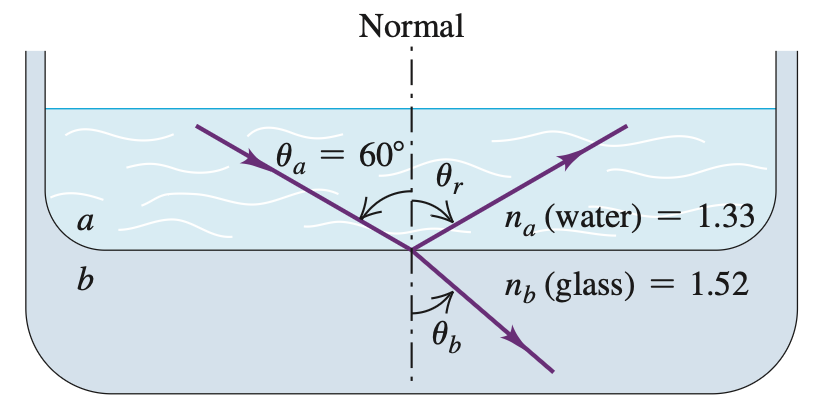 Normal
θa = 60°
θr
a
na (water) = 1.33
b
nb (glass) = 1.52
θb